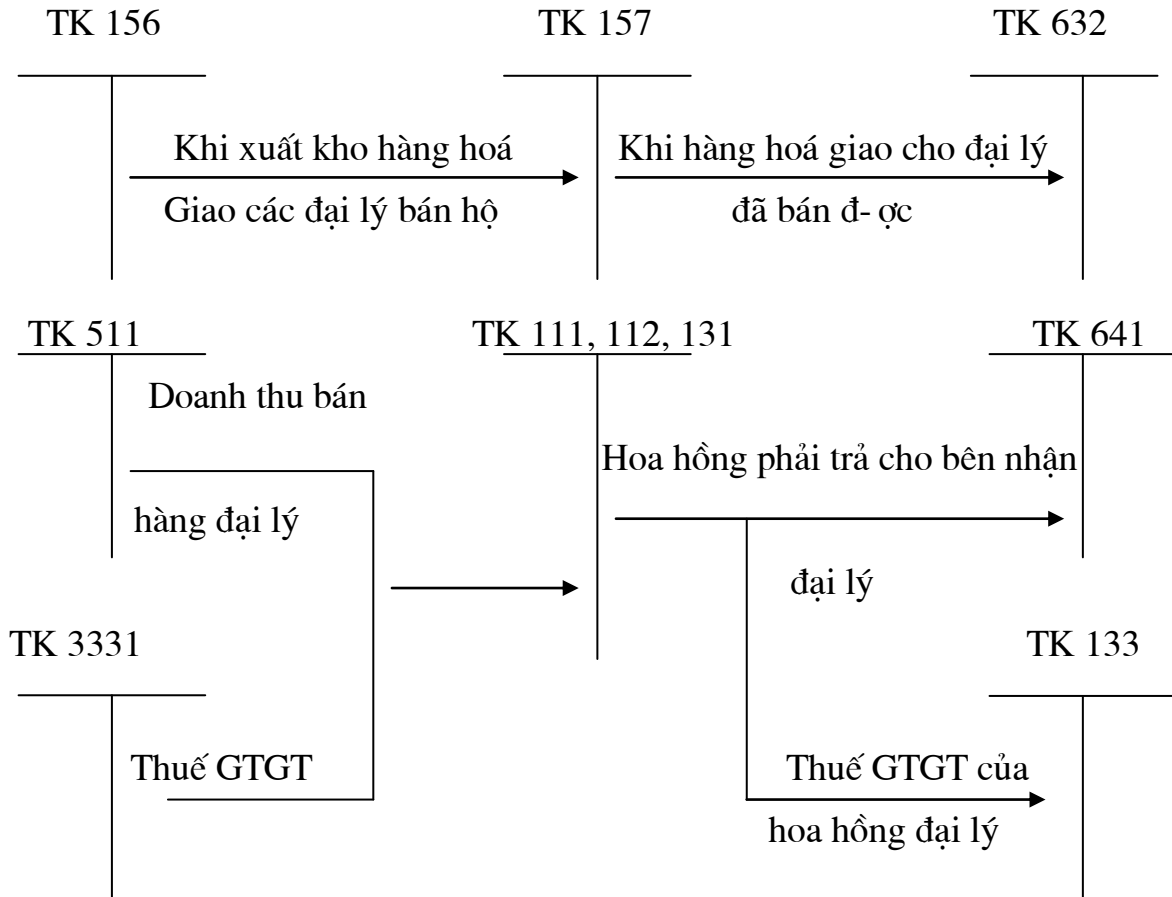 TK 156
TK 157
TK 632
Khi xuất kho hàng hoá
Giao các đại lý bán hộ
Khi hàng hoá giao cho đại lý
đã bán đ- ợc
TK 511
TK 111, 112, 131
TK 641
Doanh thu bán
hàng đại lý
Hoa hồng phải trả cho bên nhận
đại lý
TK 3331
TK 133
Thuế GTGT
Thuế GTGT của
hoa hồng đại lý